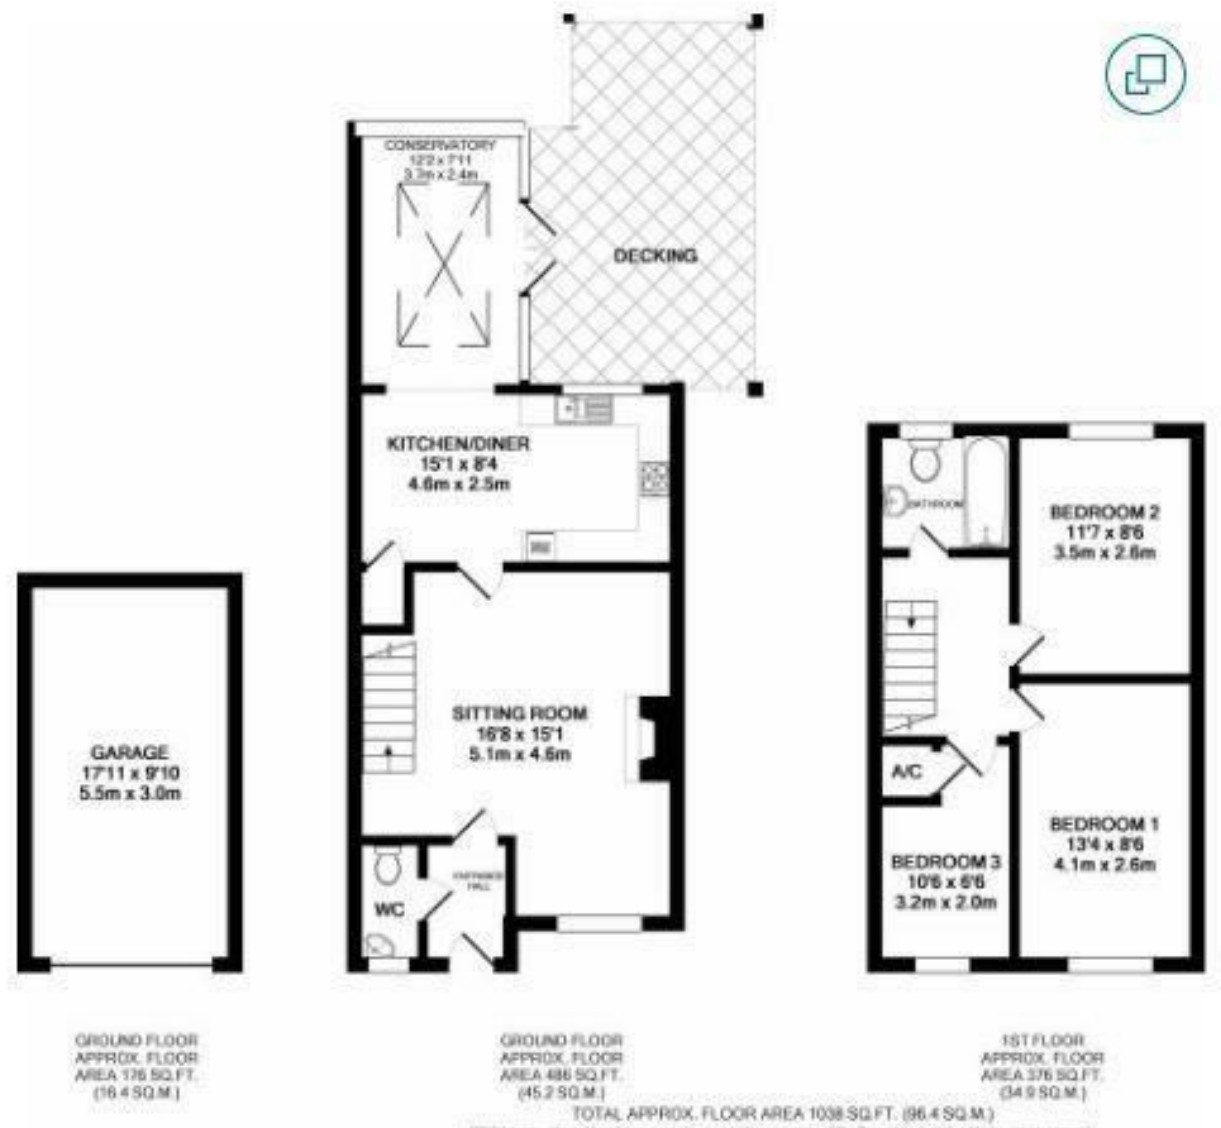 CONSERVATORY
12'2 x 7'11
3.7m x 2.4m
DECKING
KITCHEN/DINER
15'1 x 8'4
4.6m x 2.5m
SITTING ROOM
16'8 x 15'1
5.1m x 4.6m
ENTRANCE
HALL
WC
GARAGE
17'11 x 9'10
5.5m x 3.0m
BATHROOM
BEDROOM 2
11'7 x 8'6
3.5m x 2.6m
A/C
BEDROOM 1
13'4 x 8'6
4.1m x 2.6m
BEDROOM 3
10'6 x 6'6
3.2m x 2.0m
GROUND FLOOR
APPROX. FLOOR
AREA 176 SQ.FT.
(16.4 SQ.M.)
GROUND FLOOR
APPROX. FLOOR
AREA 486 SQ.FT.
(45.2 SQ.M.)
1ST FLOOR
APPROX. FLOOR
AREA 376 SQ.FT.
(34.9 SQ.M.)
TOTAL APPROX. FLOOR AREA 1038 SQ.FT. (96.4 SQ.M.)